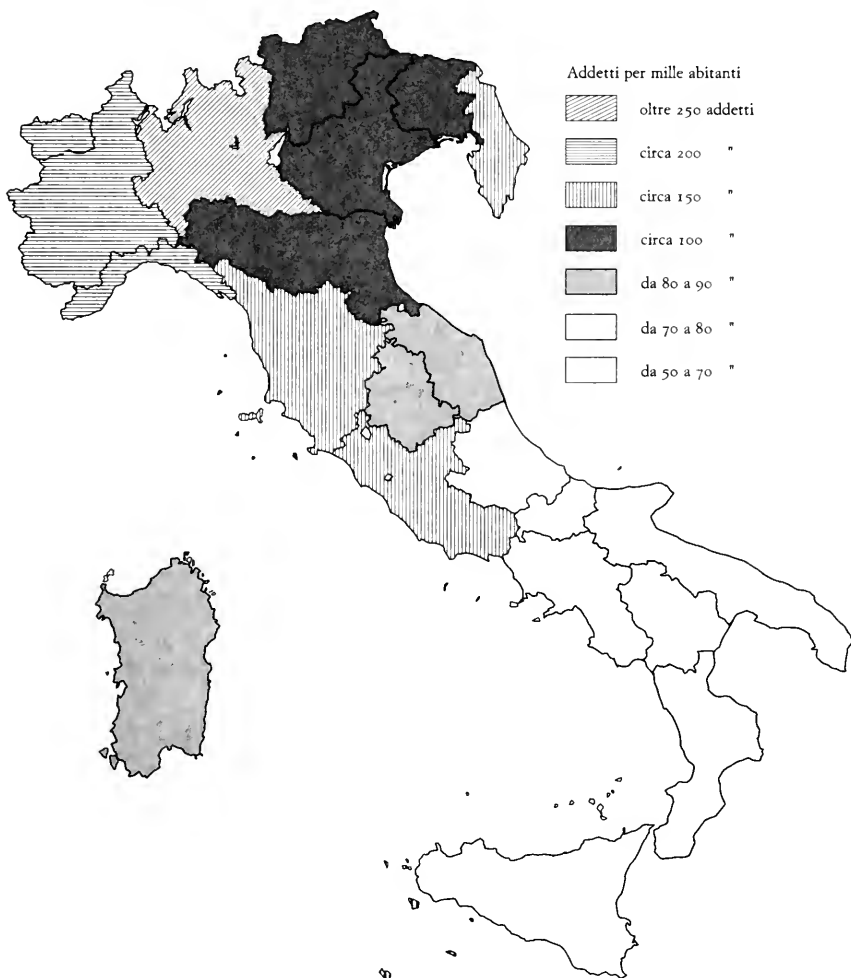 Addetti per mille abitanti
oltre 250 addetti
circa 200 "
circa 150 "
circa 100 "
da 80 a 90 "
da 70 a 80 "
da 50 a 70 "